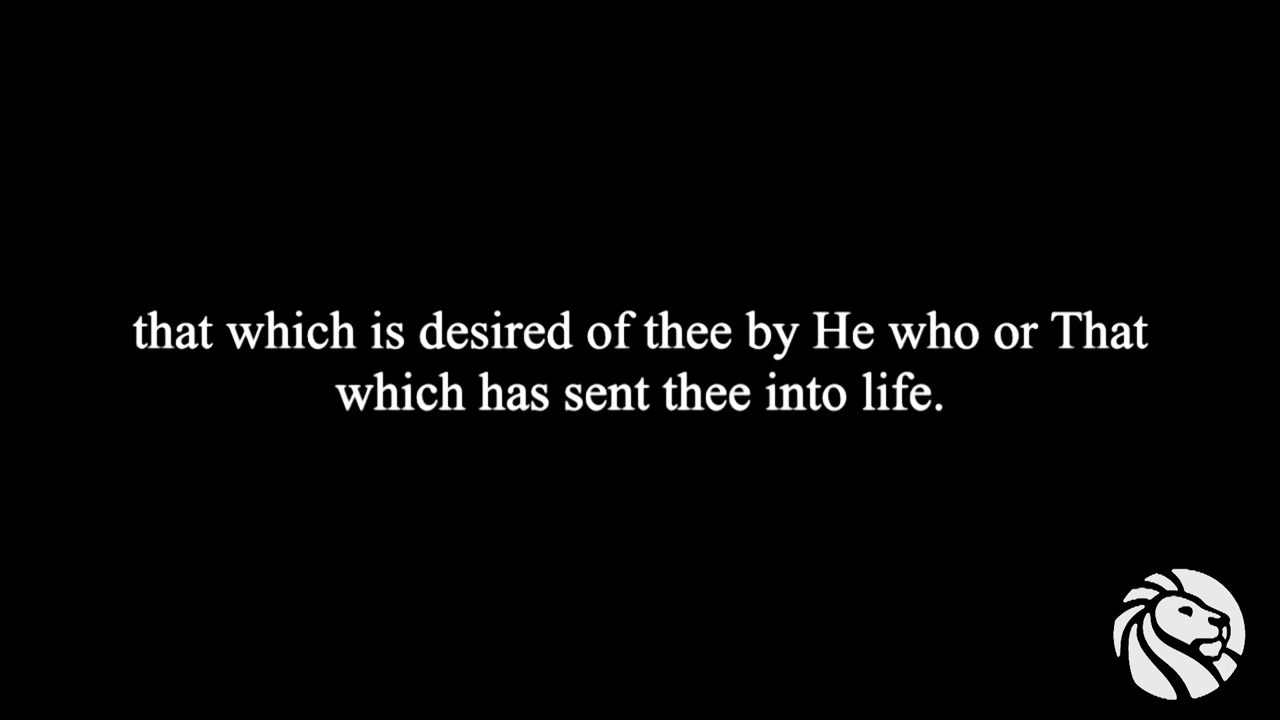 that which is desired of thee by He who or That
which has sent thee into life.